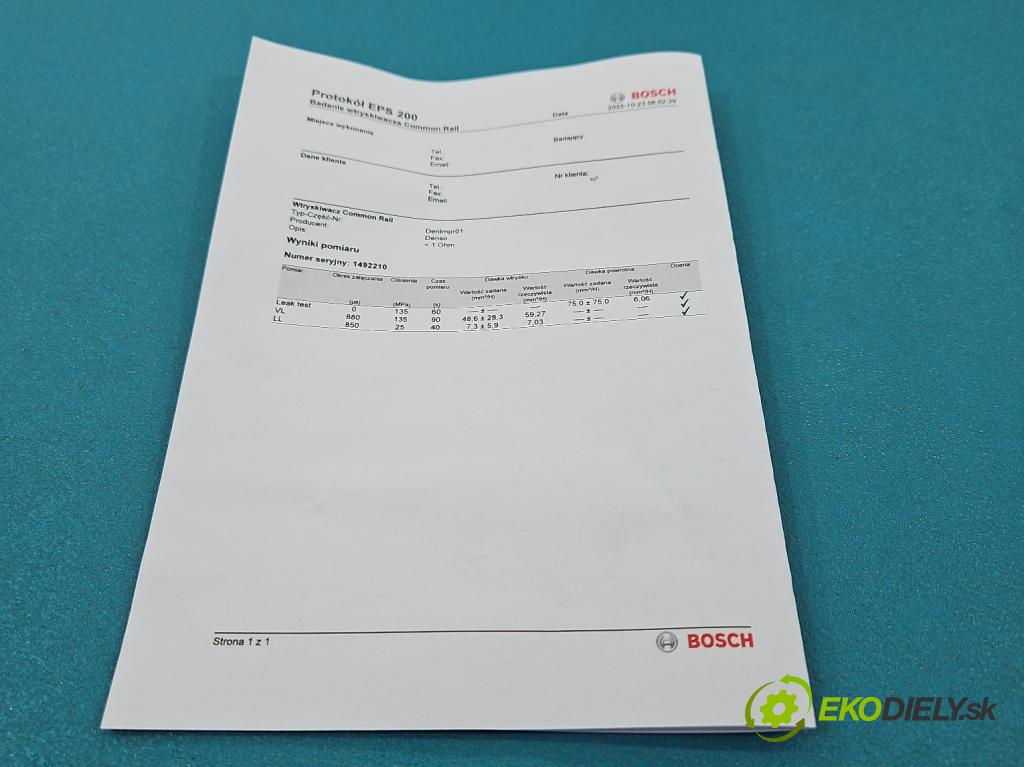 Protokół EPS 200
Badanie wtryskiwacza Common Rail
BOSCH
Data 2025-10-23 08:02:39
Miejsce wykonania
Badający:
Tel.:
Fax:
Email:
Dane klienta
Nr klienta:
Tel.:
Fax:
Email:
Wtryskiwacz Common Rail
Typ-Część-Nr: DenImpr01
Producent: Denso
Opis: < 1 Ohm
Wyniki pomiaru
Numer seryjny: 1492210
Pomiar Okres załączania Ciśnienie Czas pomiaru Dawka wtrysku Dawka powrotna Ocena
Wartość zadana Wartość rzeczywista Wartość zadana Wartość rzeczywista
(µs) (MPa) (s) (mm³/H) (mm³/H) (mm³/H) (mm³/H)
Leak test 0 135 60 ---- ± ---- ---- 75,0 ± 75,0 6,06 ✓
VL 880 135 90 48,6 ± 28,3 59,27 ---- ± ---- ---- ✓
LL 850 25 40 7,3 ± 5,9 7,03 ---- ± ---- ---- ✓
Strona 1 z 1
BOSCH
EKODIELY.sk